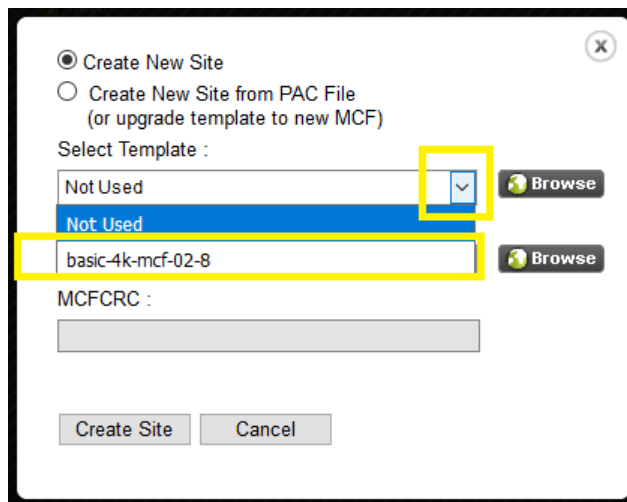 x
Create New Site
Create New Site from PAC File
(or upgrade template to new MCF)
Select Template :
Not Used
Browse
Not Used
basic-4k-mcf-02-8
Browse
MCFCRC :
Create Site
Cancel